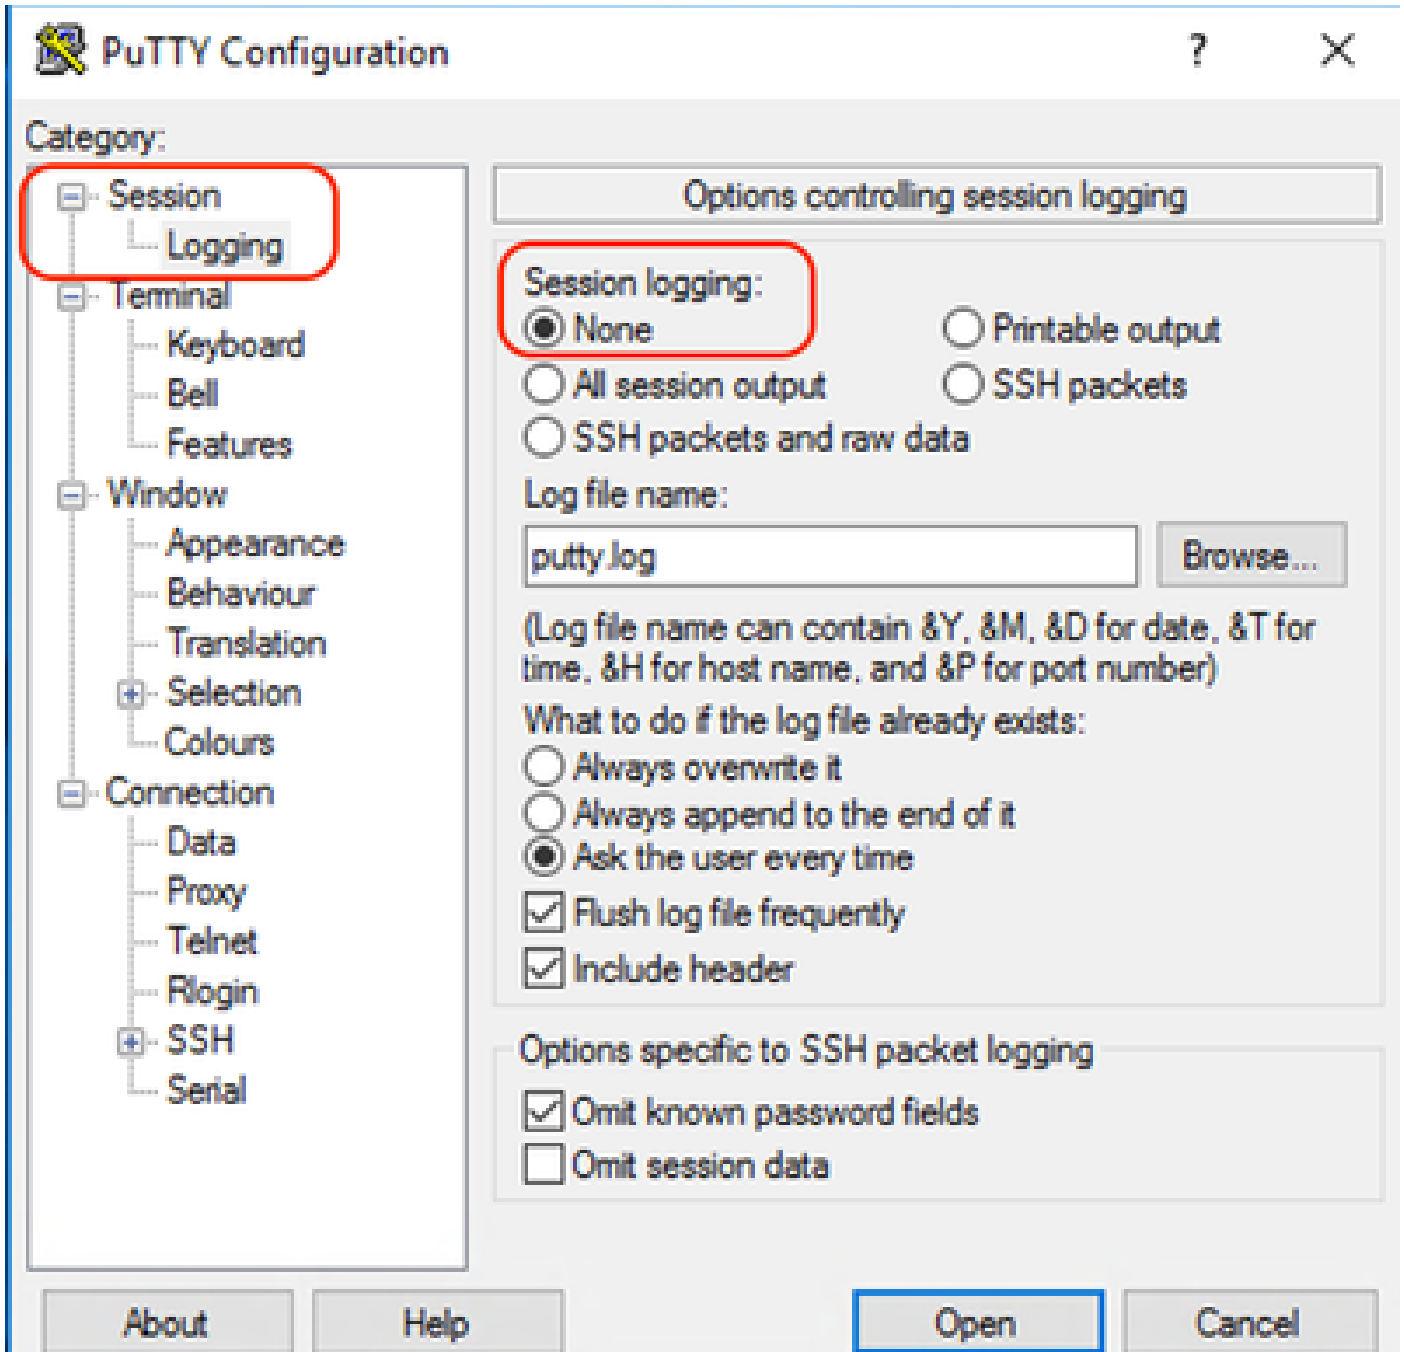 PuTTY Configuration
?
Category:
Session
Logging
Terminal
Keyboard
Bell
Features
Window
Appearance
Behaviour
Translation
Selection
Colours
Connection
Data
Proxy
Telnet
Rlogin
SSH
Serial
Options controlling session logging
Session logging:
None
Printable output
All session output
SSH packets
SSH packets and raw data
Log file name:
putty.log
Browse...
(Log file name can contain &Y, &M, &D for date, &T for
time, &H for host name, and &P for port number)
What to do if the log file already exists:
Always overwrite it
Always append to the end of it
Ask the user every time
Flush log file frequently
Include header
Options specific to SSH packet logging
Omit known password fields
Omit session data
About
Help
Open
Cancel